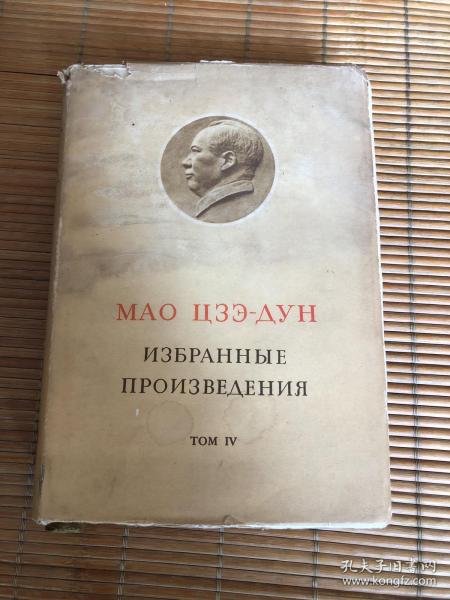 МАО ЦЗЭ-ДУН
ИЗБРАННЫЕ
ПРОИЗВЕДЕНИЯ
ТОМ IV
孔夫子旧书网
www.kongfz.com